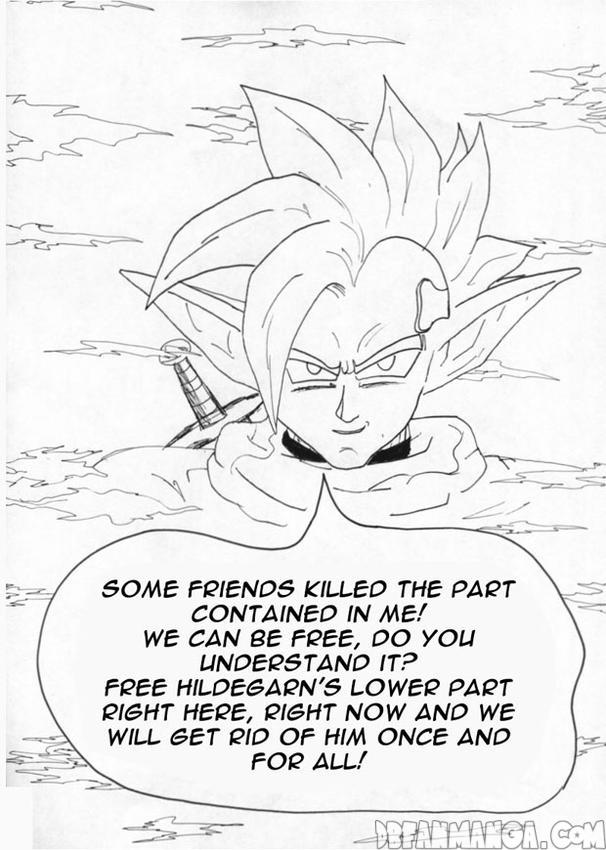 SOME FRIENDS KILLED THE PART
CONTAINED IN ME!
WE CAN BE FREE, DO YOU
UNDERSTAND IT?
FREE HILDEGARN'S LOWER PART
RIGHT HERE, RIGHT NOW AND WE
WILL GET RID OF HIM ONCE AND
FOR ALL!
DBFANMANGA.COM